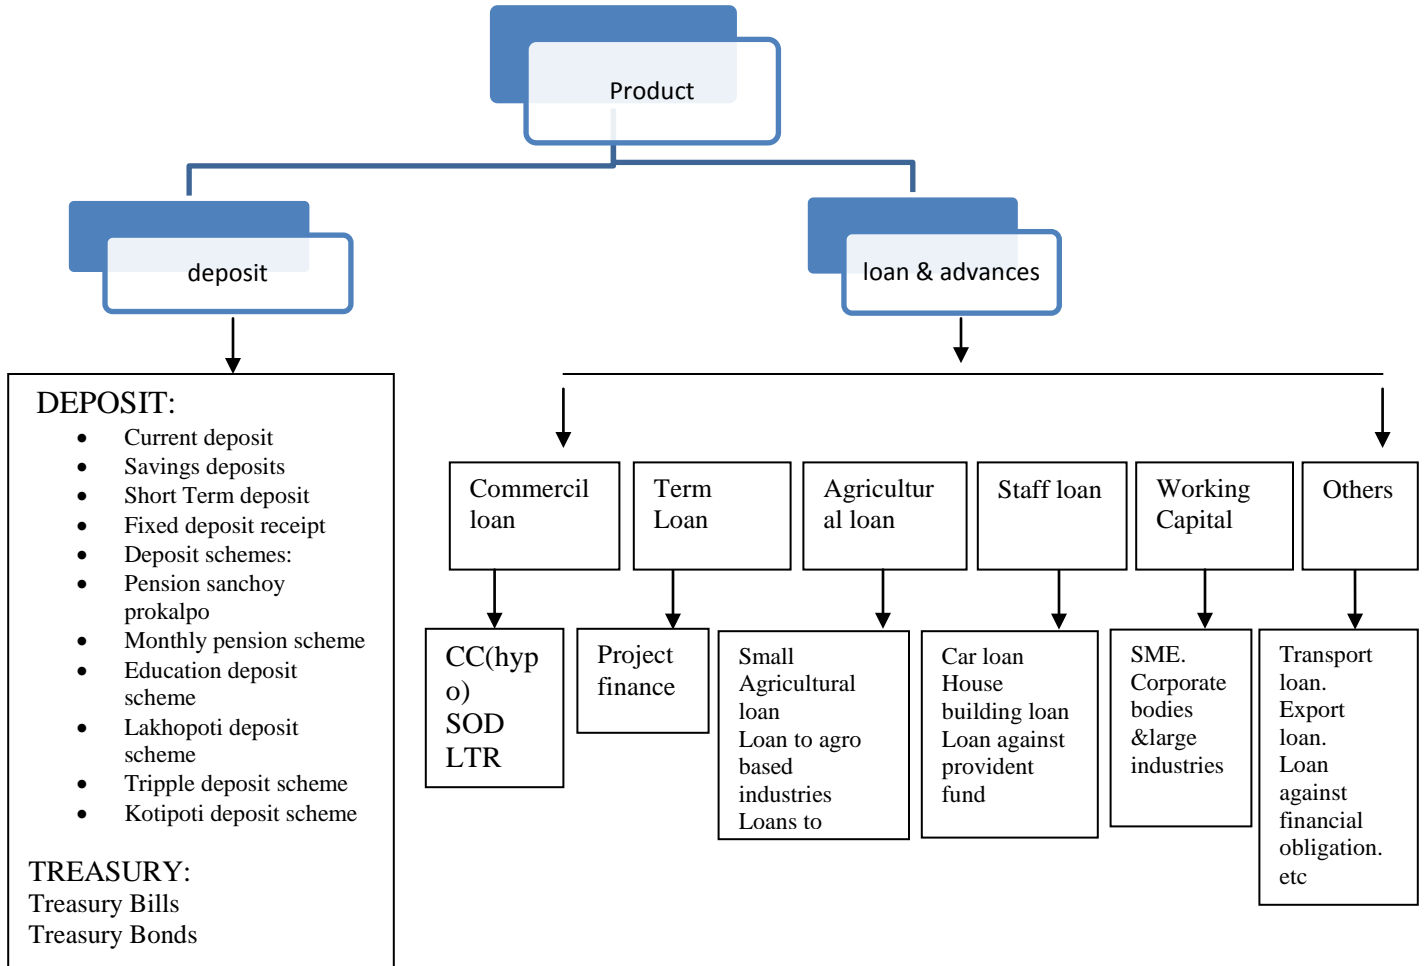 Product
deposit
loan & advances
DEPOSIT:
• Current deposit
• Savings deposits
• Short Term deposit
• Fixed deposit receipt
• Deposit schemes:
• Pension sanchoy
prokalpo
• Monthly pension scheme
• Education deposit
scheme
• Lakhopoti deposit
scheme
• Tripple deposit scheme
• Kotipoti deposit scheme
TREASURY:
Treasury Bills
Treasury Bonds
Commercil
loan
Term
Loan
Agricultur
al loan
Staff loan
Working
Capital
Others
CC(hyp
o)
SOD
LTR
Project
finance
Small
Agricultural
loan
Loan to agro
based
industries
Loans to
Car loan
House
building loan
Loan against
provident
fund
SME.
Corporate
bodies
&large
industries
Transport
loan.
Export
loan.
Loan
against
financial
obligation.
etc